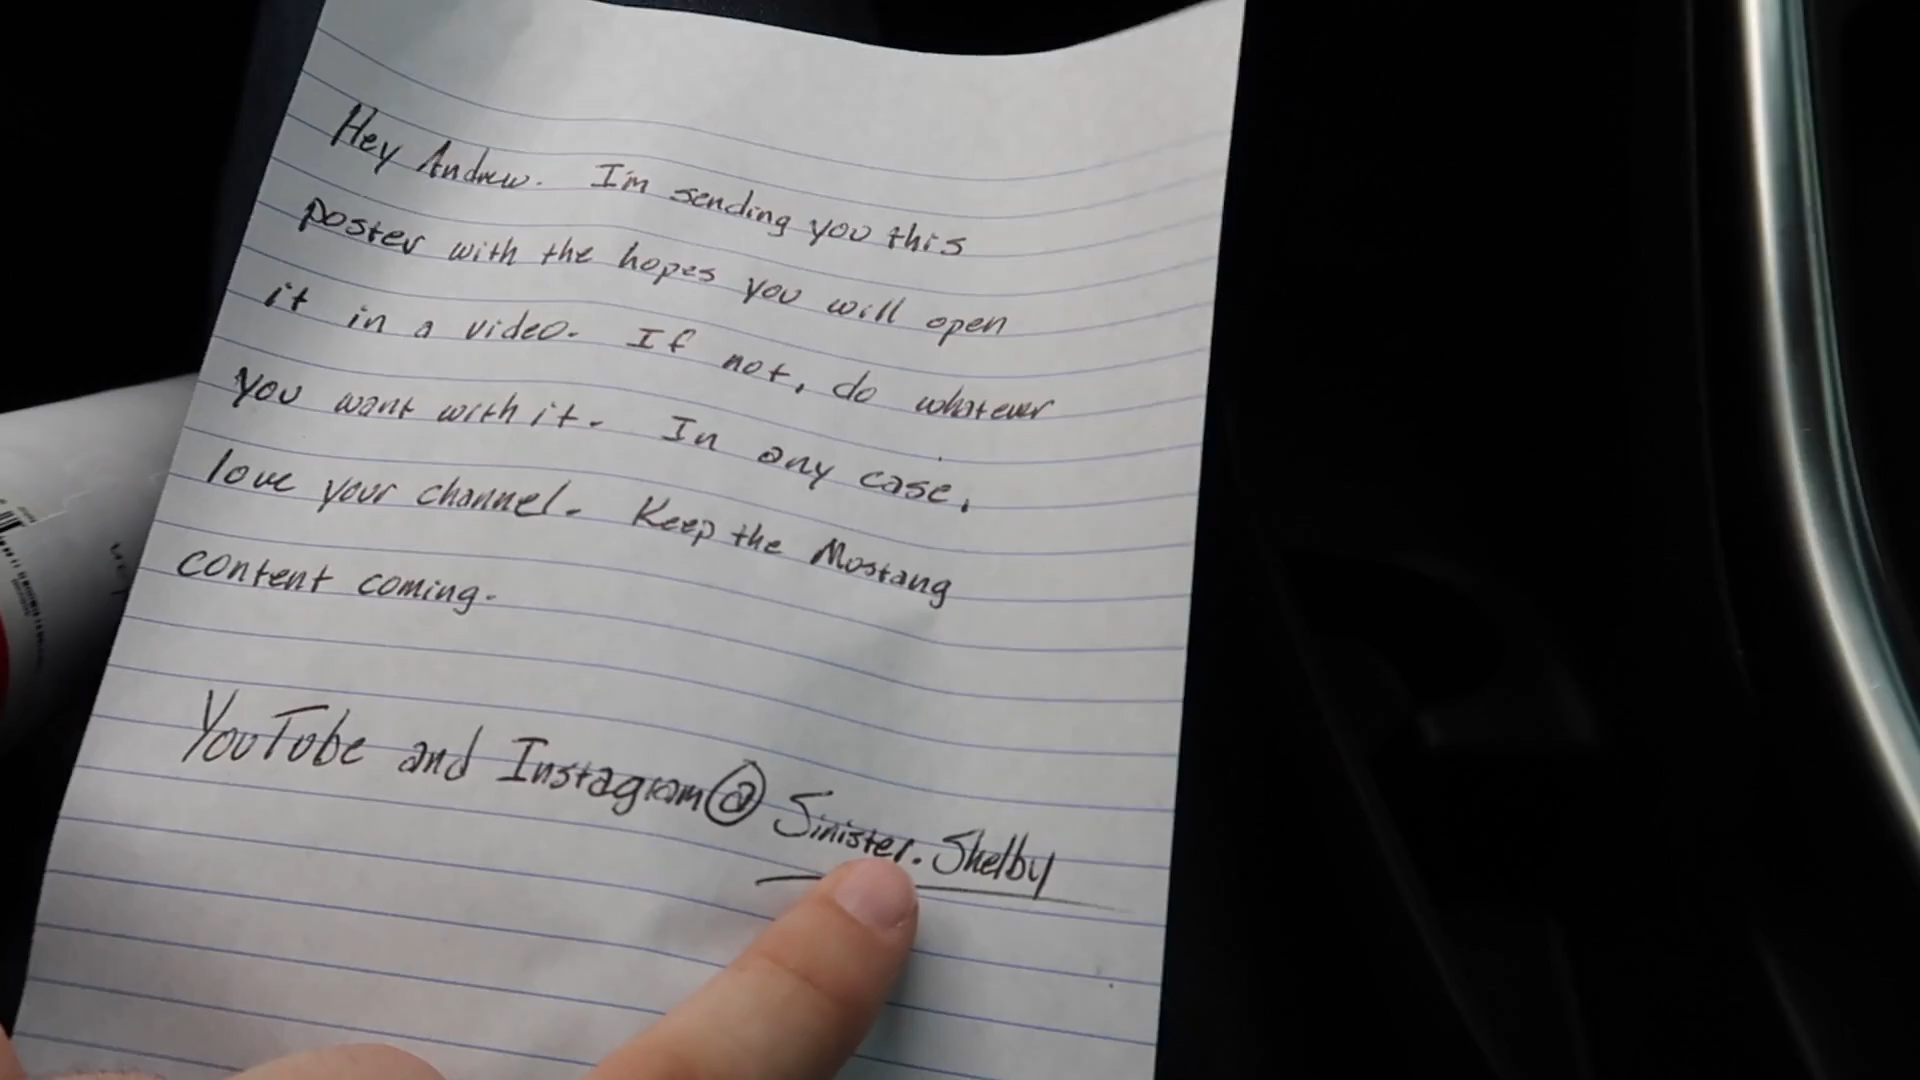 Hey Andrew. I'm sending you this
poster with the hopes you will open
it in a video. If not, do whatever
you want with it. In any case,
love your channel. Keep the Mustang
content coming.
YouTube and Instagram @ Sinister.Shelby